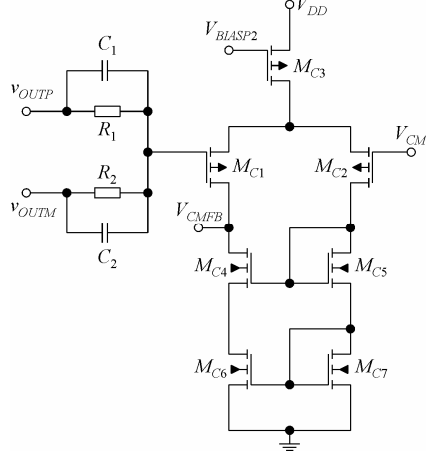 V_DD
V_BIASP2
M_C3
C_1
v_OUTP
R_1
V_CM
M_C1
M_C2
R_2
v_OUTM
V_CMFB
C_2
M_C4
M_C5
M_C6
M_C7